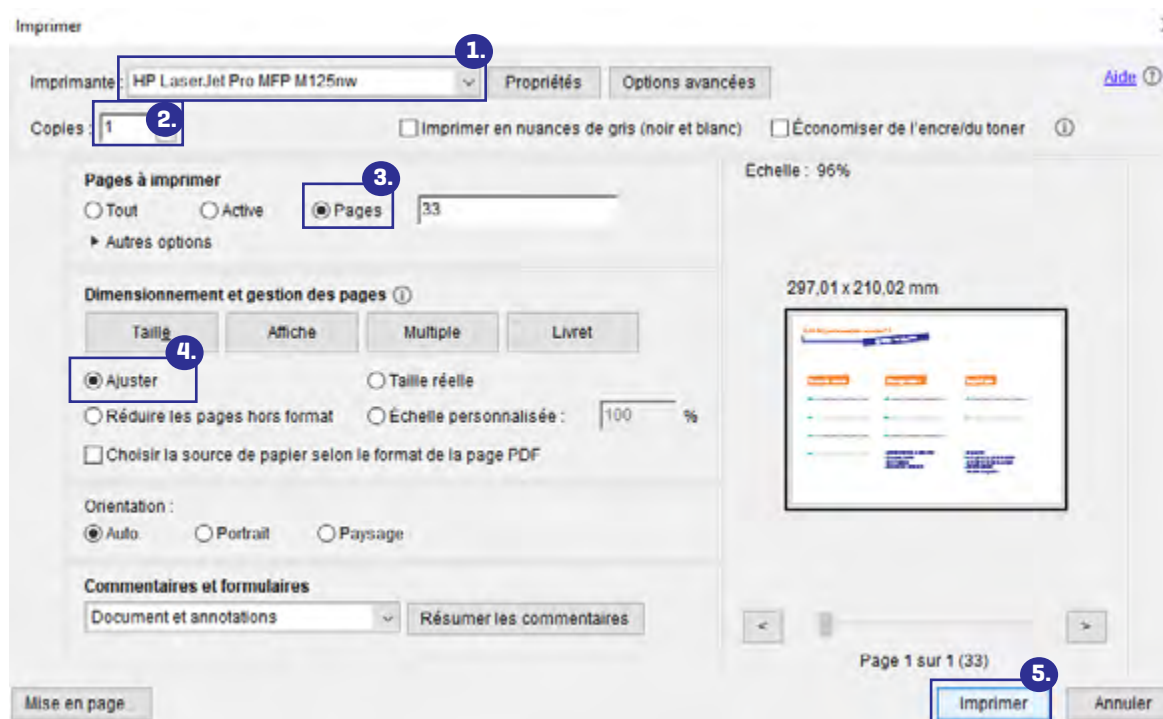 Imprimer
1.
Imprimante : HP LaserJet Pro MFP M125nw Propriétés Options avancées Aide
Copies : 1 2. Imprimer en nuances de gris (noir et blanc) Économiser de l'encre/du toner
Pages à imprimer
3.
Tout Active Pages 33
Autres options
Dimensionnement et gestion des pages
Taille Affiche Multiple Livret
4.
Ajuster Taille réelle
Réduire les pages hors format Échelle personnalisée : 100 %
Choisir la source de papier selon le format de la page PDF
Orientation :
Auto Portrait Paysage
Commentaires et formulaires
Document et annotations Résumer les commentaires
Echelle : 96%
297,01 x 210,02 mm
< >
Page 1 sur 1 (33)
5.
Mise en page Imprimer Annuler